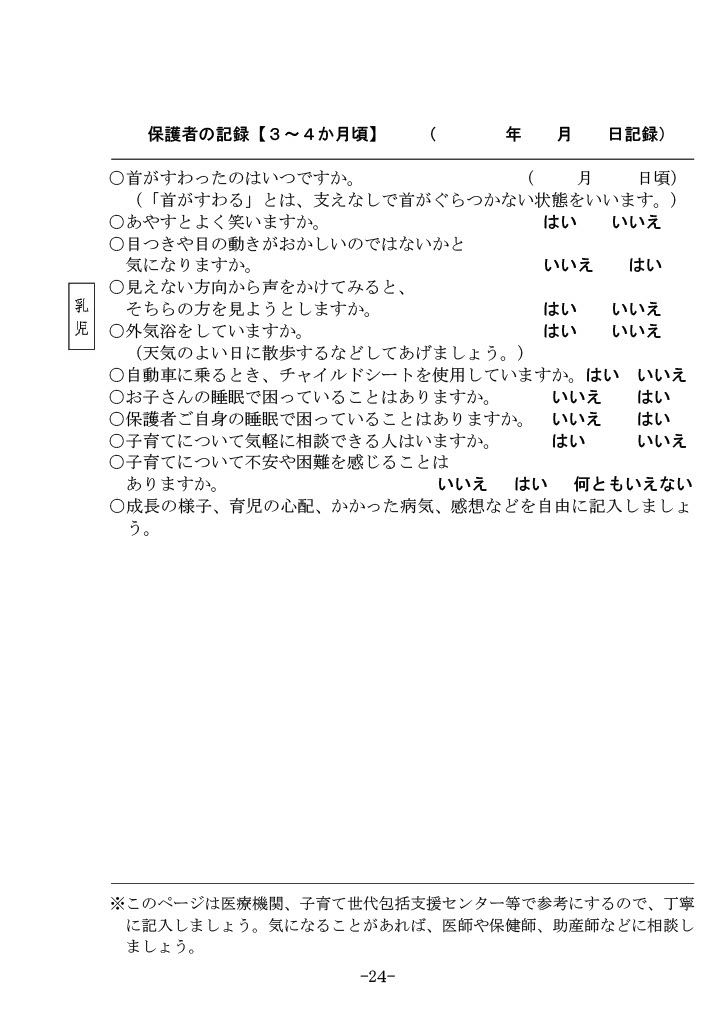 保護者の記録【３～４か月頃】　（　　年　月　日記録）
○首がすわったのはいつですか。　（　月　日頃）
（「首がすわる」とは、支えなしで首がぐらつかない状態をいいます。）
○あやすとよく笑いますか。　はい　いいえ
○目つきや目の動きがおかしいのではないかと
気になりますか。　いいえ　はい
○見えない方向から声をかけてみると、
そちらの方を見ようとしますか。　はい　いいえ
○外気浴をしていますか。　はい　いいえ
（天気のよい日に散歩するなどしてあげましょう。）
○自動車に乗るとき、チャイルドシートを使用していますか。はい　いいえ
○お子さんの睡眠で困っていることはありますか。　いいえ　はい
○保護者ご自身の睡眠で困っていることはありますか。　いいえ　はい
○子育てについて気軽に相談できる人はいますか。　はい　いいえ
○子育てについて不安や困難を感じることは
ありますか。　いいえ　はい　何ともいえない
○成長の様子、育児の心配、かかった病気、感想などを自由に記入しましょ
う。
乳
児
※このページは医療機関、子育て世代包括支援センター等で参考にするので、丁寧
に記入しましょう。気になることがあれば、医師や保健師、助産師などに相談し
ましょう。
-24-